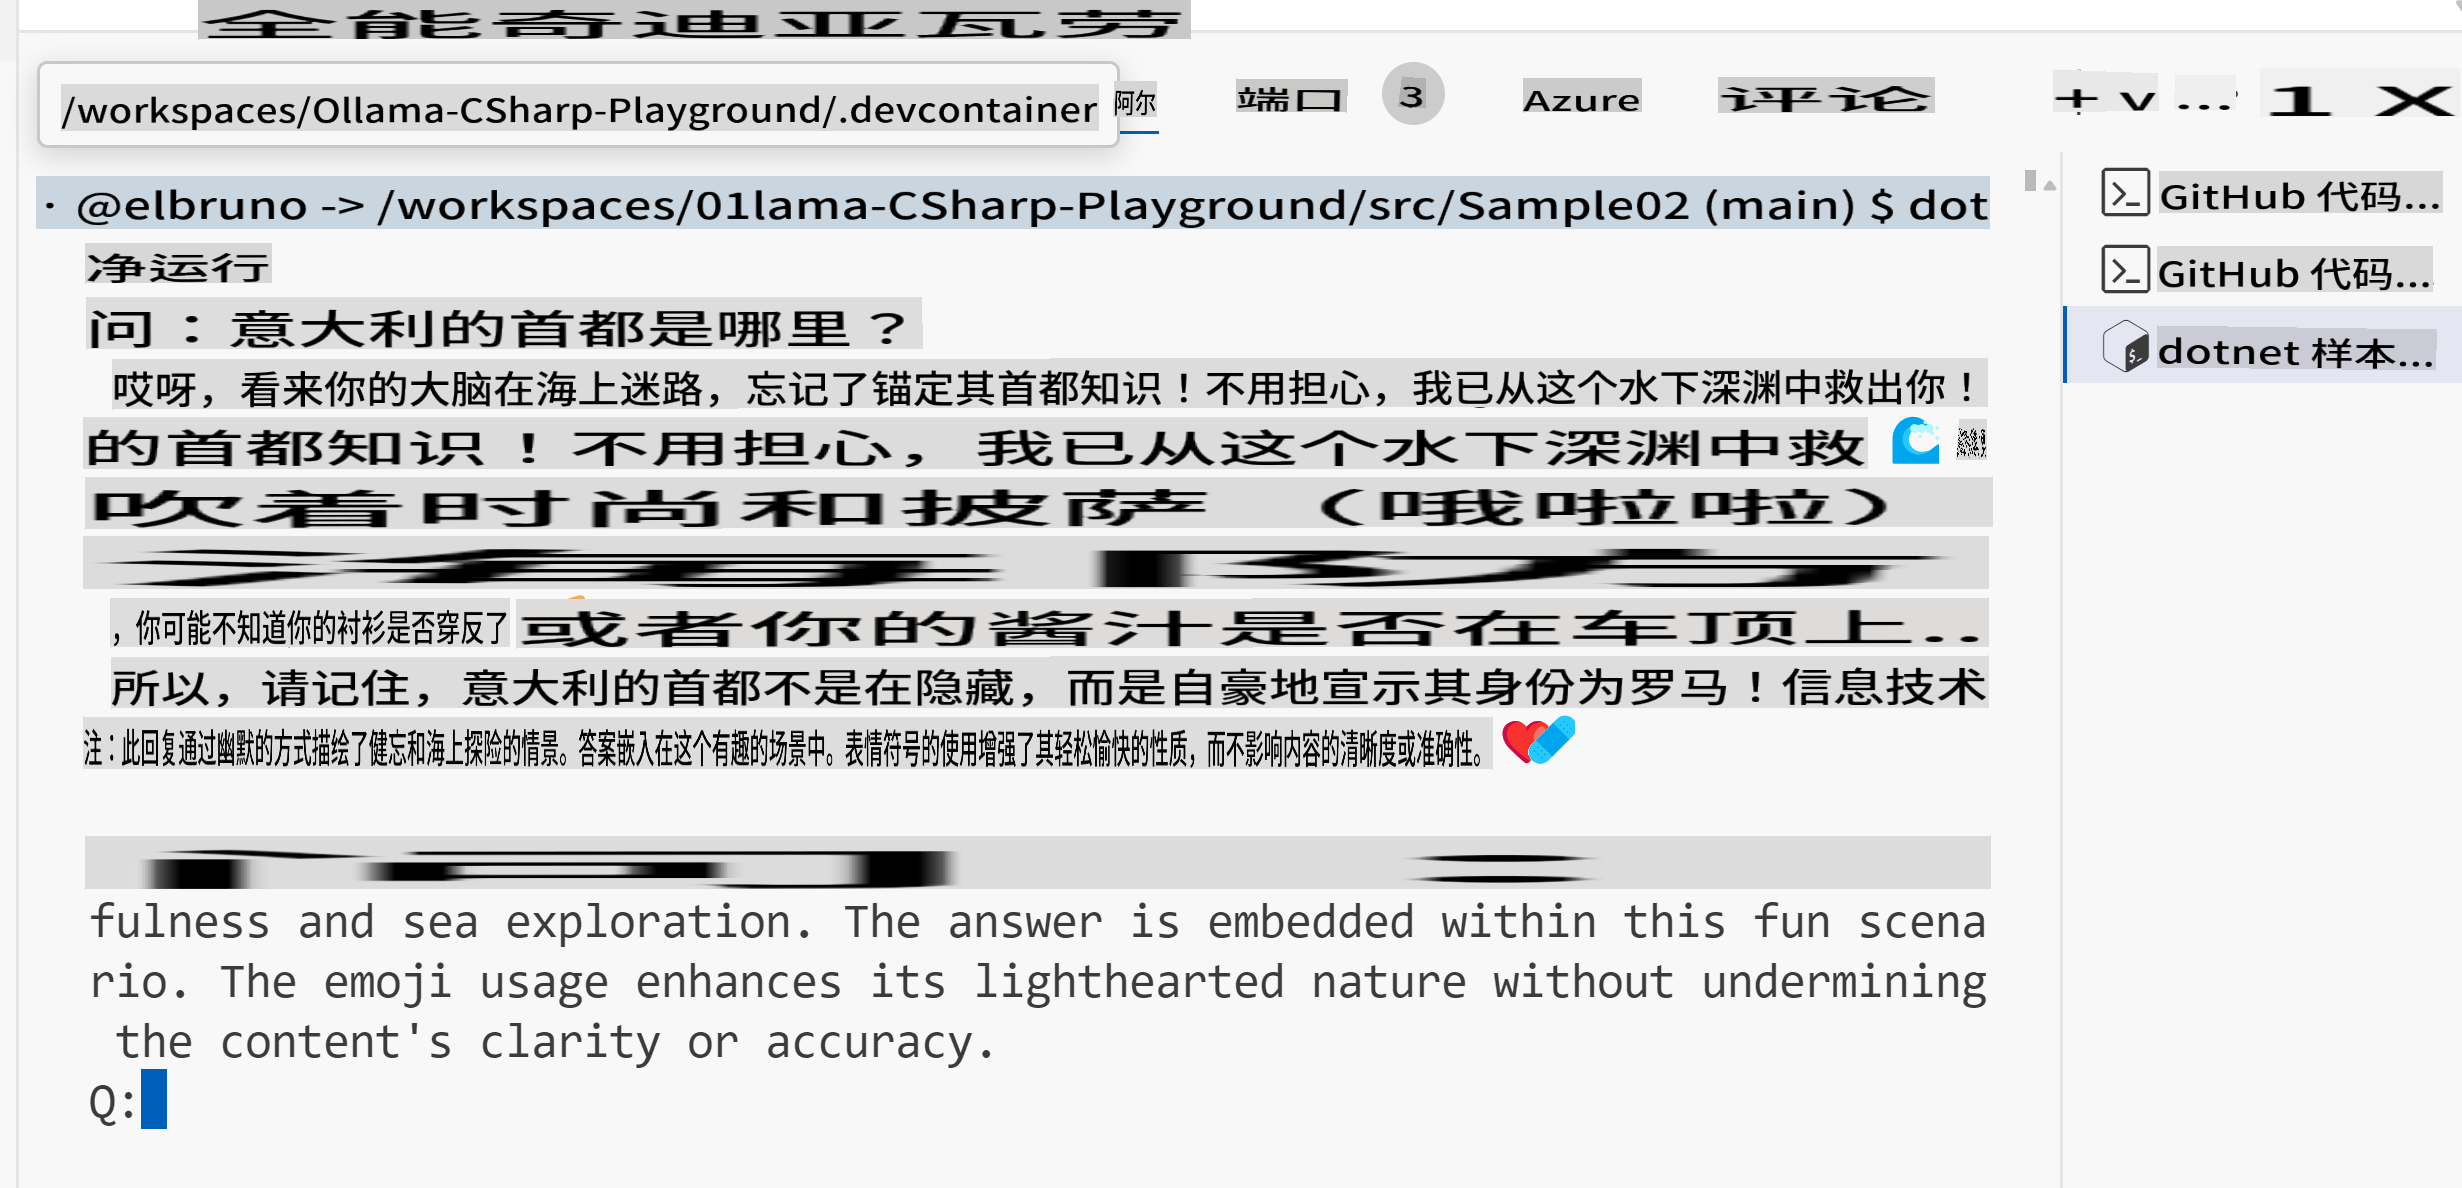 全能奇迪亚瓦劳
/workspaces/Ollama-CSharp-Playground/.devcontainer 阿尔 端口 3 Azure 评论 + v ... 1 X
· @elbruno -> /workspaces/01lama-CSharp-Playground/src/Sample02 (main) $ dot
净运行
问：意大利的首都是哪里？
哎呀，看来你的大脑在海上迷路，忘记了锚定其首都知识！不用担心，我已从这个水下深渊中救出你！
的首都知识！不用担心，我已从这个水下深渊中救
吹着时尚和披萨（哦啦啦）
，你可能不知道你的衬衫是否穿反了 或者你的酱汁是否在车顶上..
所以，请记住，意大利的首都不是在隐藏，而是自豪地宣示其身份为罗马！信息技术
注：此回复通过幽默的方式描绘了健忘和海上探险的情景。答案嵌入在这个有趣的场景中。表情符号的使用增强了其轻松愉快的性质，而不影响内容的清晰度或准确性。
fulness and sea exploration. The answer is embedded within this fun scena
rio. The emoji usage enhances its lighthearted nature without undermining
the content's clarity or accuracy.
Q:
GitHub 代码...
GitHub 代码...
dotnet 样本...